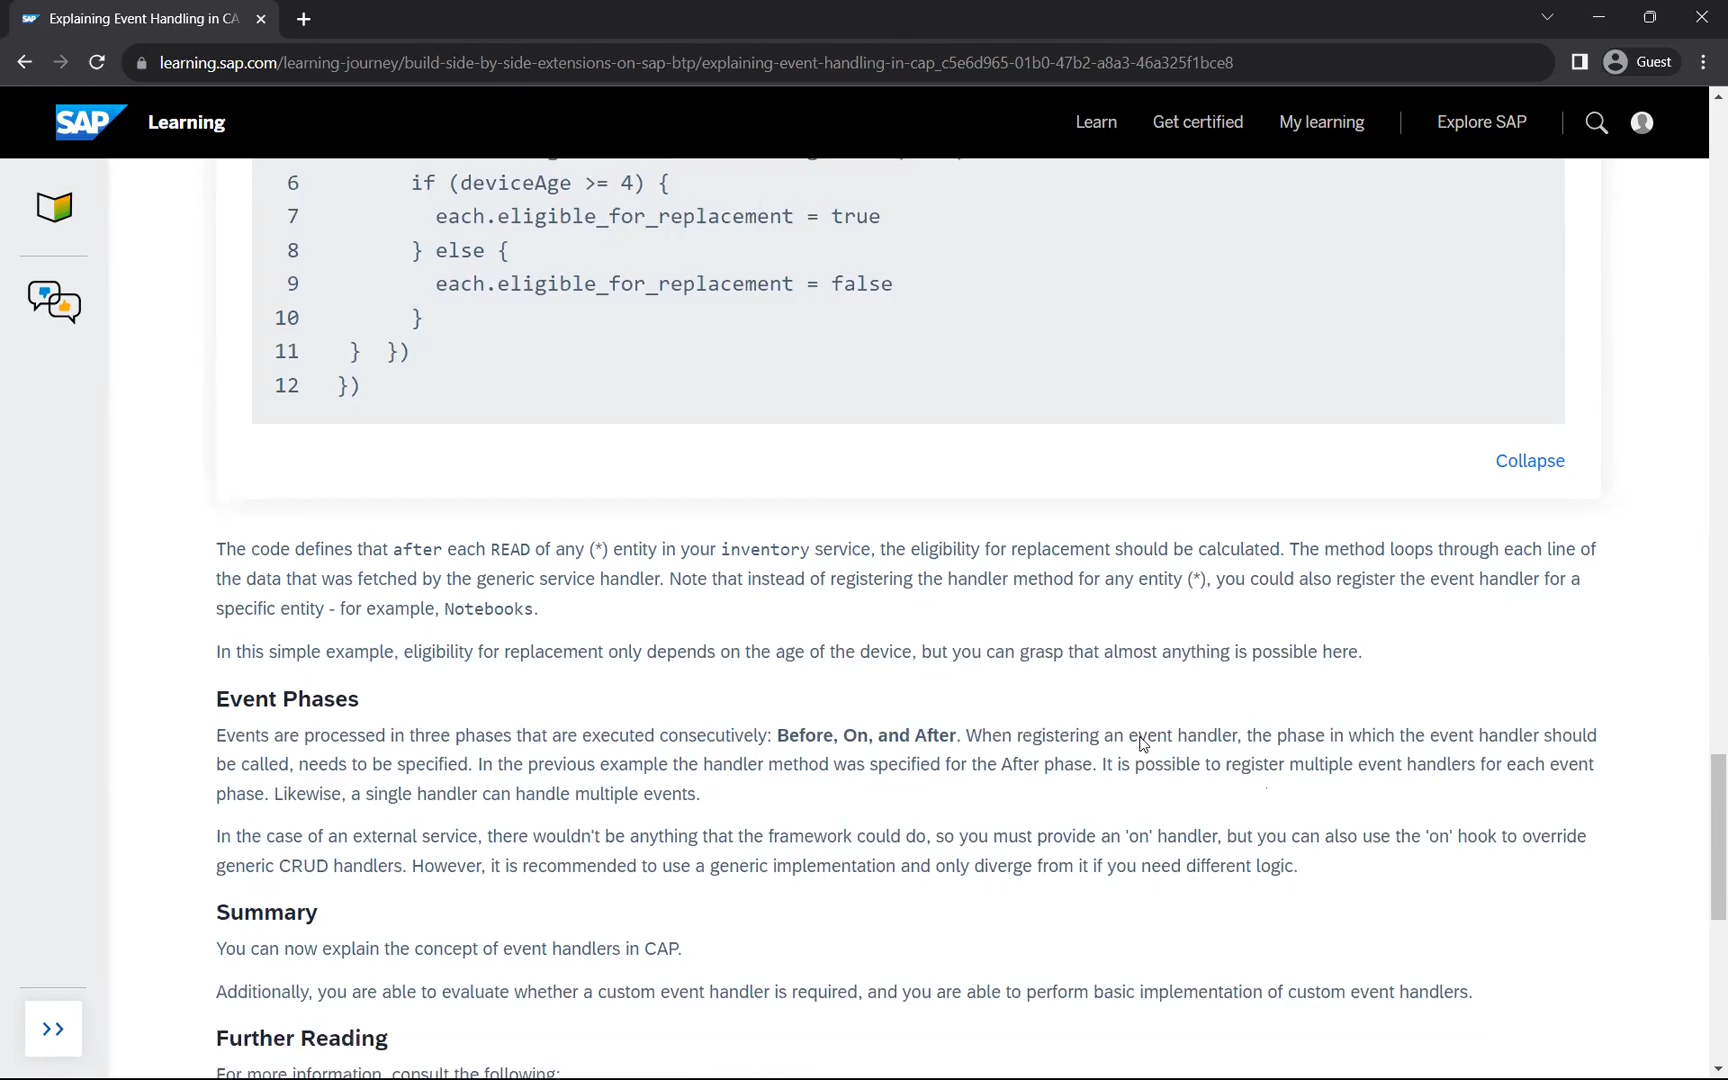 Explaining Event Handling in CA
learning.sap.com/learning-journey/build-side-by-side-extensions-on-sap-btp/explaining-event-handling-in-cap_c5e6d965-01b0-47b2-a8a3-46a325f1bce8
Guest
SAP Learning
Learn
Get certified
My learning
Explore SAP
6 if (deviceAge >= 4) {
7 each.eligible_for_replacement = true
8 } else {
9 each.eligible_for_replacement = false
10 }
11 } })
12 })
Collapse
The code defines that after each READ of any (*) entity in your inventory service, the eligibility for replacement should be calculated. The method loops through each line of
the data that was fetched by the generic service handler. Note that instead of registering the handler method for any entity (*), you could also register the event handler for a
specific entity - for example, Notebooks.
In this simple example, eligibility for replacement only depends on the age of the device, but you can grasp that almost anything is possible here.
Event Phases
Events are processed in three phases that are executed consecutively: Before, On, and After. When registering an event handler, the phase in which the event handler should
be called, needs to be specified. In the previous example the handler method was specified for the After phase. It is possible to register multiple event handlers for each event
phase. Likewise, a single handler can handle multiple events.
In the case of an external service, there wouldn't be anything that the framework could do, so you must provide an 'on' handler, but you can also use the 'on' hook to override
generic CRUD handlers. However, it is recommended to use a generic implementation and only diverge from it if you need different logic.
Summary
You can now explain the concept of event handlers in CAP.
Additionally, you are able to evaluate whether a custom event handler is required, and you are able to perform basic implementation of custom event handlers.
Further Reading
For more information, consult the following: